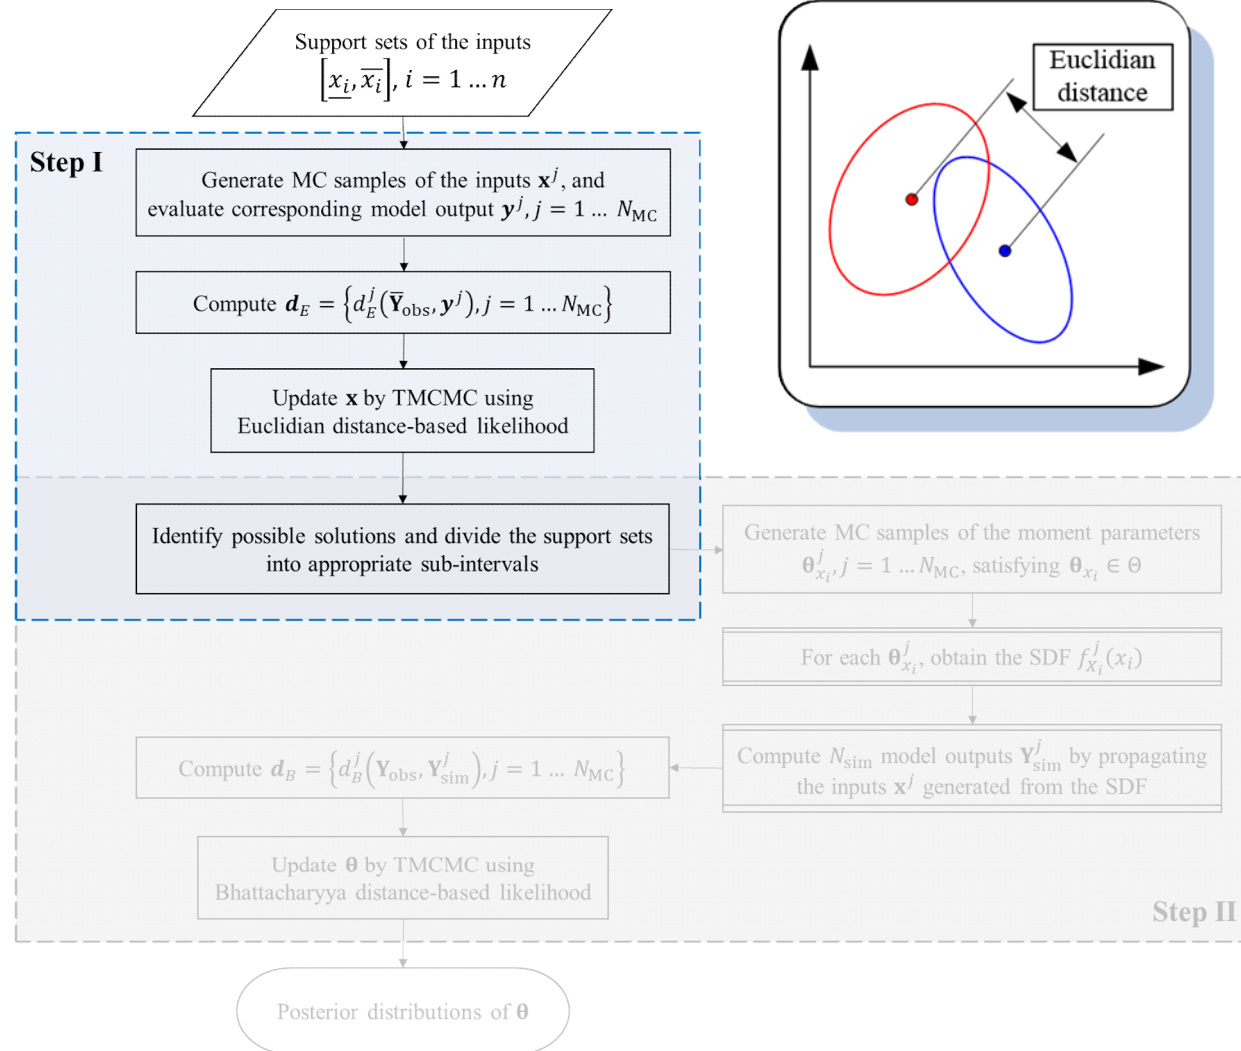 Support sets of the inputs
[x̲ᵢ, x̅ᵢ], i = 1 … n
Step I
Generate MC samples of the inputs 𝐱ʲ, and
evaluate corresponding model output 𝒚ʲ, j = 1 … N_MC
Compute 𝒅_E = {d_E^j(𝐘̅_obs, 𝒚ʲ), j = 1 … N_MC}
Update 𝐱 by TMCMC using
Euclidian distance-based likelihood
Identify possible solutions and divide the support sets
into appropriate sub-intervals
Euclidian
distance
Generate MC samples of the moment parameters
𝛉_{x_i}^j, j = 1 … N_MC, satisfying 𝛉_{x_i} ∈ Θ
For each 𝛉_{x_i}^j, obtain the SDF f_{X_i}^j(x_i)
Compute N_sim model outputs 𝐘_sim^j by propagating
the inputs 𝐱ʲ generated from the SDF
Compute 𝒅_B = {d_B^j(𝐘_obs, 𝐘_sim^j), j = 1 … N_MC}
Update 𝛉 by TMCMC using
Bhattacharyya distance-based likelihood
Step II
Posterior distributions of 𝛉